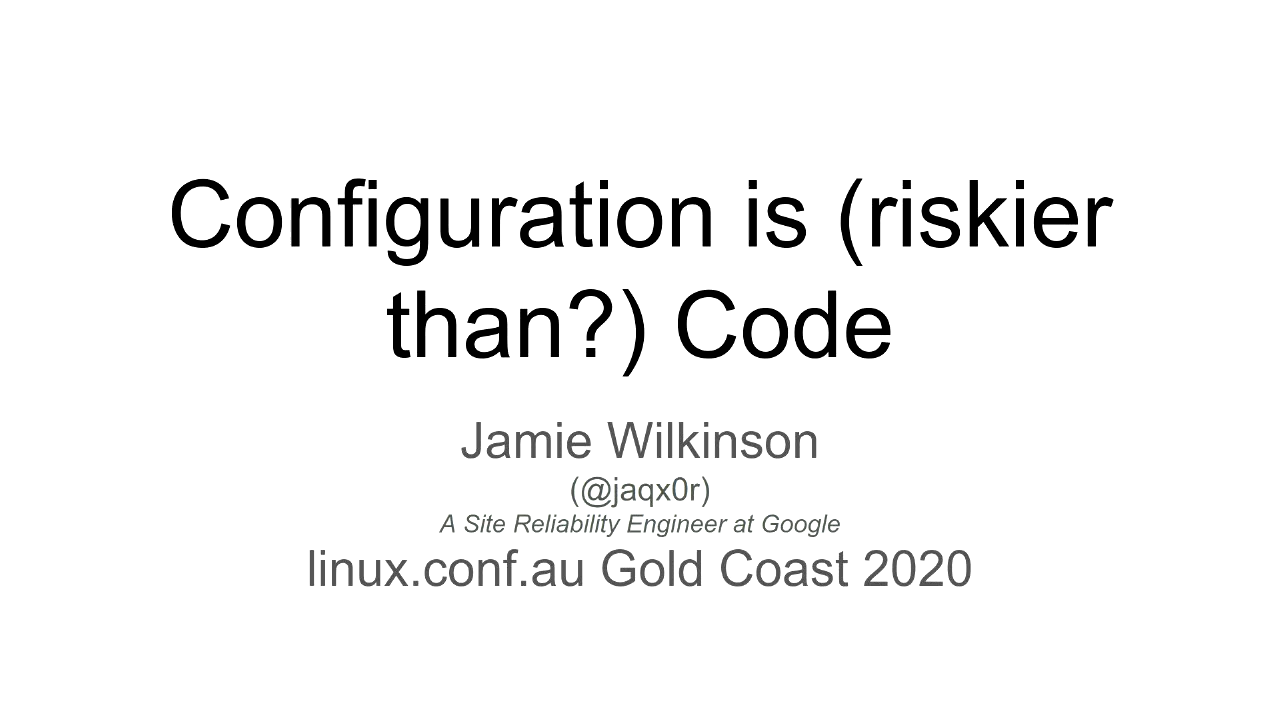 Configuration is (riskier
than?) Code
Jamie Wilkinson
(@jaqx0r)
A Site Reliability Engineer at Google
linux.conf.au Gold Coast 2020